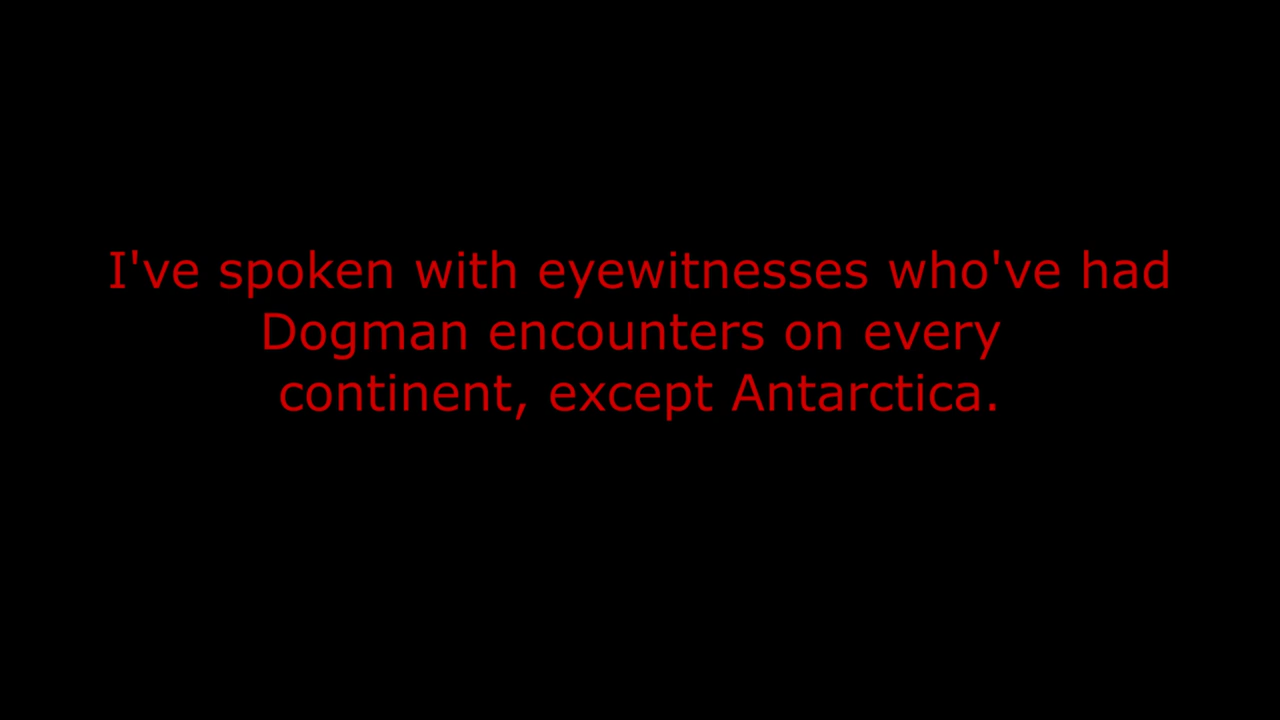 I've spoken with eyewitnesses who've had
Dogman encounters on every
continent, except Antarctica.